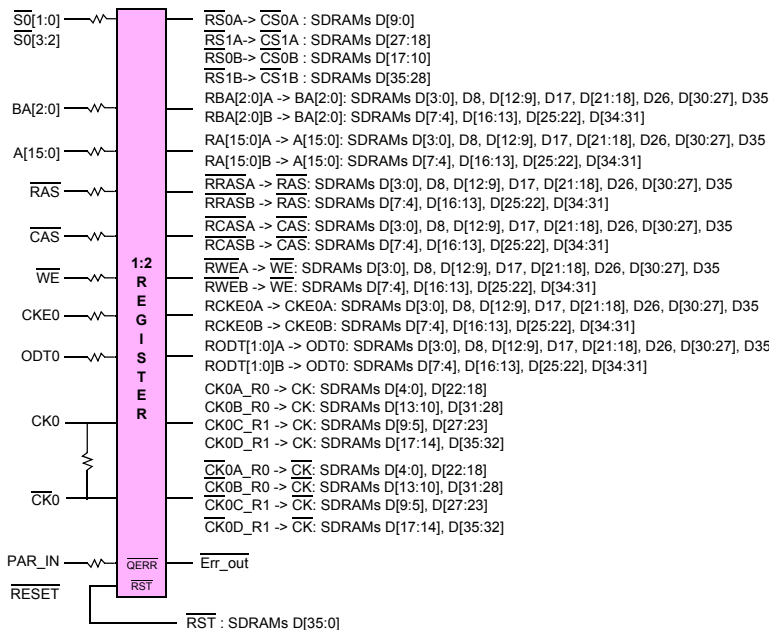 S0[1:0]
S0[3:2]
BA[2:0]
A[15:0]
RAS
CAS
WE
CKE0
ODT0
CK0
CK0
PAR_IN
RESET
1:2
R
E
G
I
S
T
E
R
QERR
RST
RS0A-> CS0A : SDRAMs D[9:0]
RS1A-> CS1A : SDRAMs D[27:18]
RS0B-> CS0B : SDRAMs D[17:10]
RS1B-> CS1B : SDRAMs D[35:28]
RBA[2:0]A -> BA[2:0]: SDRAMs D[3:0], D8, D[12:9], D17, D[21:18], D26, D[30:27], D35
RBA[2:0]B -> BA[2:0]: SDRAMs D[7:4], D[16:13], D[25:22], D[34:31]
RA[15:0]A -> A[15:0]: SDRAMs D[3:0], D8, D[12:9], D17, D[21:18], D26, D[30:27], D35
RA[15:0]B -> A[15:0]: SDRAMs D[7:4], D[16:13], D[25:22], D[34:31]
RRASA -> RAS: SDRAMs D[3:0], D8, D[12:9], D17, D[21:18], D26, D[30:27], D35
RRASB -> RAS: SDRAMs D[7:4], D[16:13], D[25:22], D[34:31]
RCASA -> CAS: SDRAMs D[3:0], D8, D[12:9], D17, D[21:18], D26, D[30:27], D35
RCASB -> CAS: SDRAMs D[7:4], D[16:13], D[25:22], D[34:31]
RWEA -> WE: SDRAMs D[3:0], D8, D[12:9], D17, D[21:18], D26, D[30:27], D35
RWEB -> WE: SDRAMs D[7:4], D[16:13], D[25:22], D[34:31]
RCKE0A -> CKE0A: SDRAMs D[3:0], D8, D[12:9], D17, D[21:18], D26, D[30:27], D35
RCKE0B -> CKE0B: SDRAMs D[7:4], D[16:13], D[25:22], D[34:31]
RODT[1:0]A -> ODT0: SDRAMs D[3:0], D8, D[12:9], D17, D[21:18], D26, D[30:27], D35
RODT[1:0]B -> ODT0: SDRAMs D[7:4], D[16:13], D[25:22], D[34:31]
CK0A_R0 -> CK: SDRAMs D[4:0], D[22:18]
CK0B_R0 -> CK: SDRAMs D[13:10], D[31:28]
CK0C_R1 -> CK: SDRAMs D[9:5], D[27:23]
CK0D_R1 -> CK: SDRAMs D[17:14], D[35:32]
CK0A_R0 -> CK: SDRAMs D[4:0], D[22:18]
CK0B_R0 -> CK: SDRAMs D[13:10], D[31:28]
CK0C_R1 -> CK: SDRAMs D[9:5], D[27:23]
CK0D_R1 -> CK: SDRAMs D[17:14], D[35:32]
Err_out
RST : SDRAMs D[35:0]